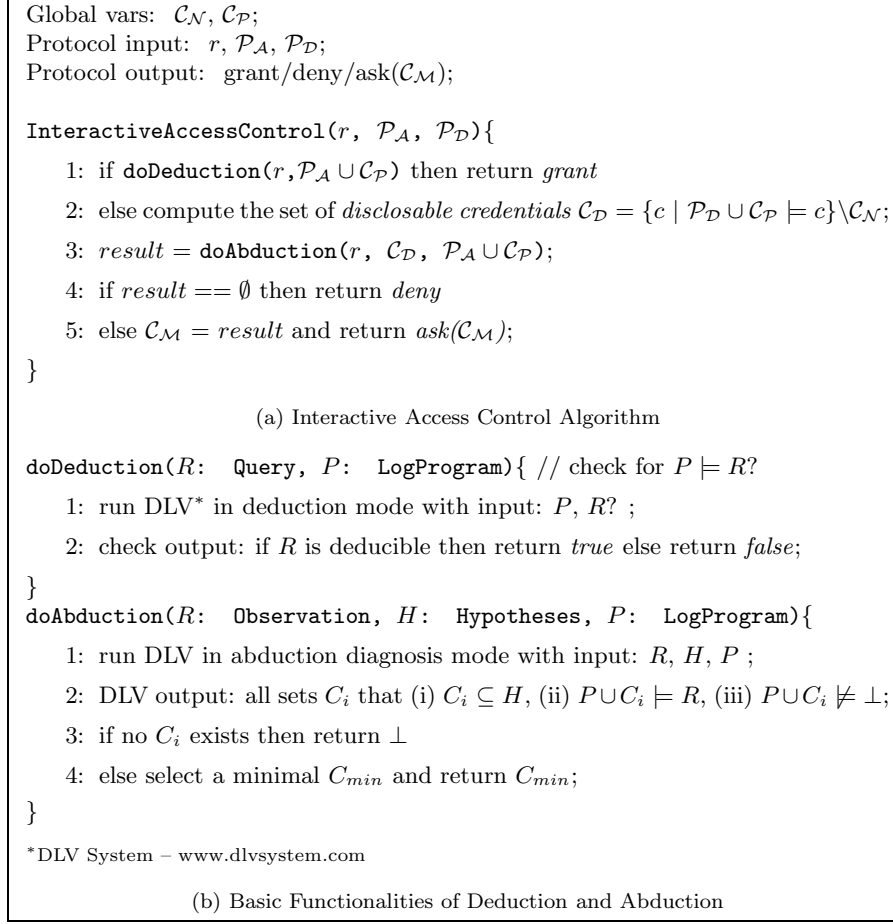 Global vars: 𝒞_𝒩, 𝒞_𝒫;
Protocol input: r, 𝒫_𝒜, 𝒫_𝒟;
Protocol output: grant/deny/ask(𝒞_ℳ);
InteractiveAccessControl(r, 𝒫_𝒜, 𝒫_𝒟){
1: if doDeduction(r,𝒫_𝒜 ∪ 𝒞_𝒫) then return grant
2: else compute the set of disclosable credentials 𝒞_𝒟 = {c | 𝒫_𝒟 ∪ 𝒞_𝒫 ⊨ c}\𝒞_𝒩;
3: result = doAbduction(r, 𝒞_𝒟, 𝒫_𝒜 ∪ 𝒞_𝒫);
4: if result == ∅ then return deny
5: else 𝒞_ℳ = result and return ask(𝒞_ℳ);
}
(a) Interactive Access Control Algorithm
doDeduction(R: Query, P: LogProgram){ // check for P ⊨ R?
1: run DLV* in deduction mode with input: P, R? ;
2: check output: if R is deducible then return true else return false;
}
doAbduction(R: Observation, H: Hypotheses, P: LogProgram){
1: run DLV in abduction diagnosis mode with input: R, H, P ;
2: DLV output: all sets C_i that (i) C_i ⊆ H, (ii) P ∪ C_i ⊨ R, (iii) P ∪ C_i ⊭ ⊥;
3: if no C_i exists then return ⊥
4: else select a minimal C_min and return C_min;
}
*DLV System – www.dlvsystem.com
(b) Basic Functionalities of Deduction and Abduction